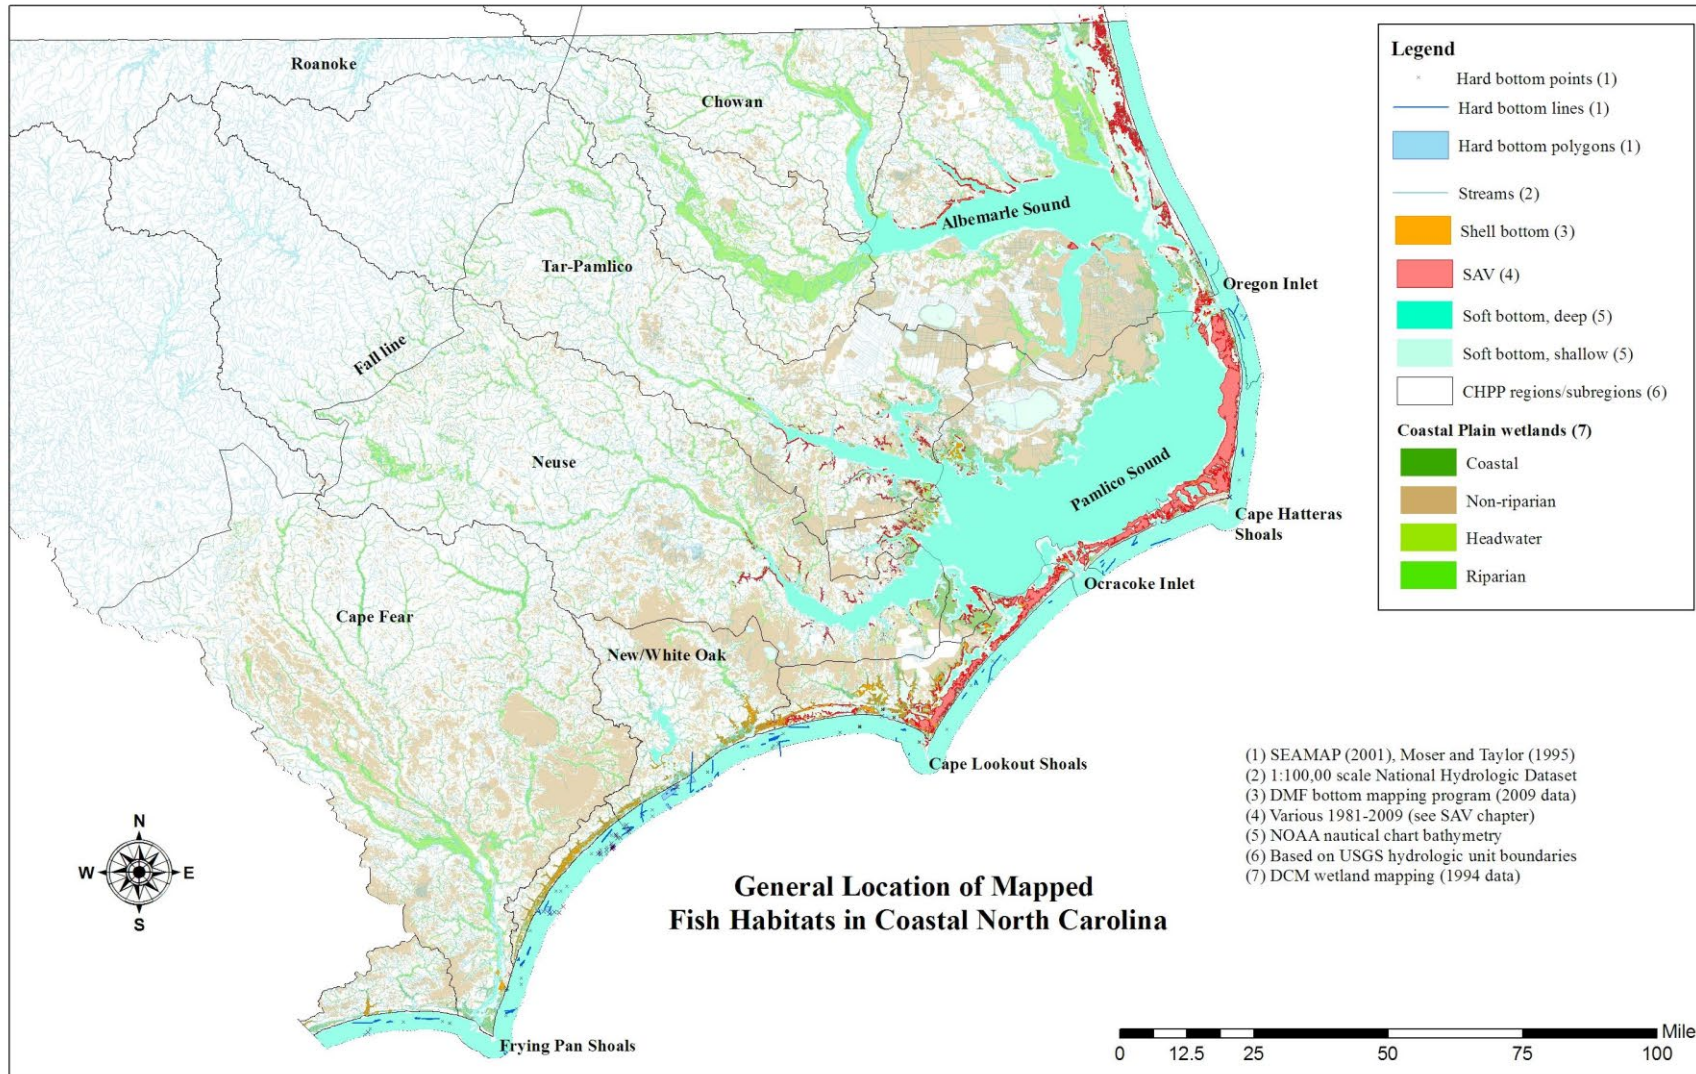 Roanoke
Chowan
Albemarle Sound
Tar-Pamlico
Oregon Inlet
Fall line
Neuse
Pamlico Sound
Cape Hatteras
Shoals
Ocracoke Inlet
Cape Fear
New/White Oak
Cape Lookout Shoals
Frying Pan Shoals
N
W
E
S
General Location of Mapped
Fish Habitats in Coastal North Carolina
Legend
Hard bottom points (1)
Hard bottom lines (1)
Hard bottom polygons (1)
Streams (2)
Shell bottom (3)
SAV (4)
Soft bottom, deep (5)
Soft bottom, shallow (5)
CHPP regions/subregions (6)
Coastal Plain wetlands (7)
Coastal
Non-riparian
Headwater
Riparian
(1) SEAMAP (2001), Moser and Taylor (1995)
(2) 1:100,00 scale National Hydrologic Dataset
(3) DMF bottom mapping program (2009 data)
(4) Various 1981-2009 (see SAV chapter)
(5) NOAA nautical chart bathymetry
(6) Based on USGS hydrologic unit boundaries
(7) DCM wetland mapping (1994 data)
Mile
0 12.5 25 50 75 100